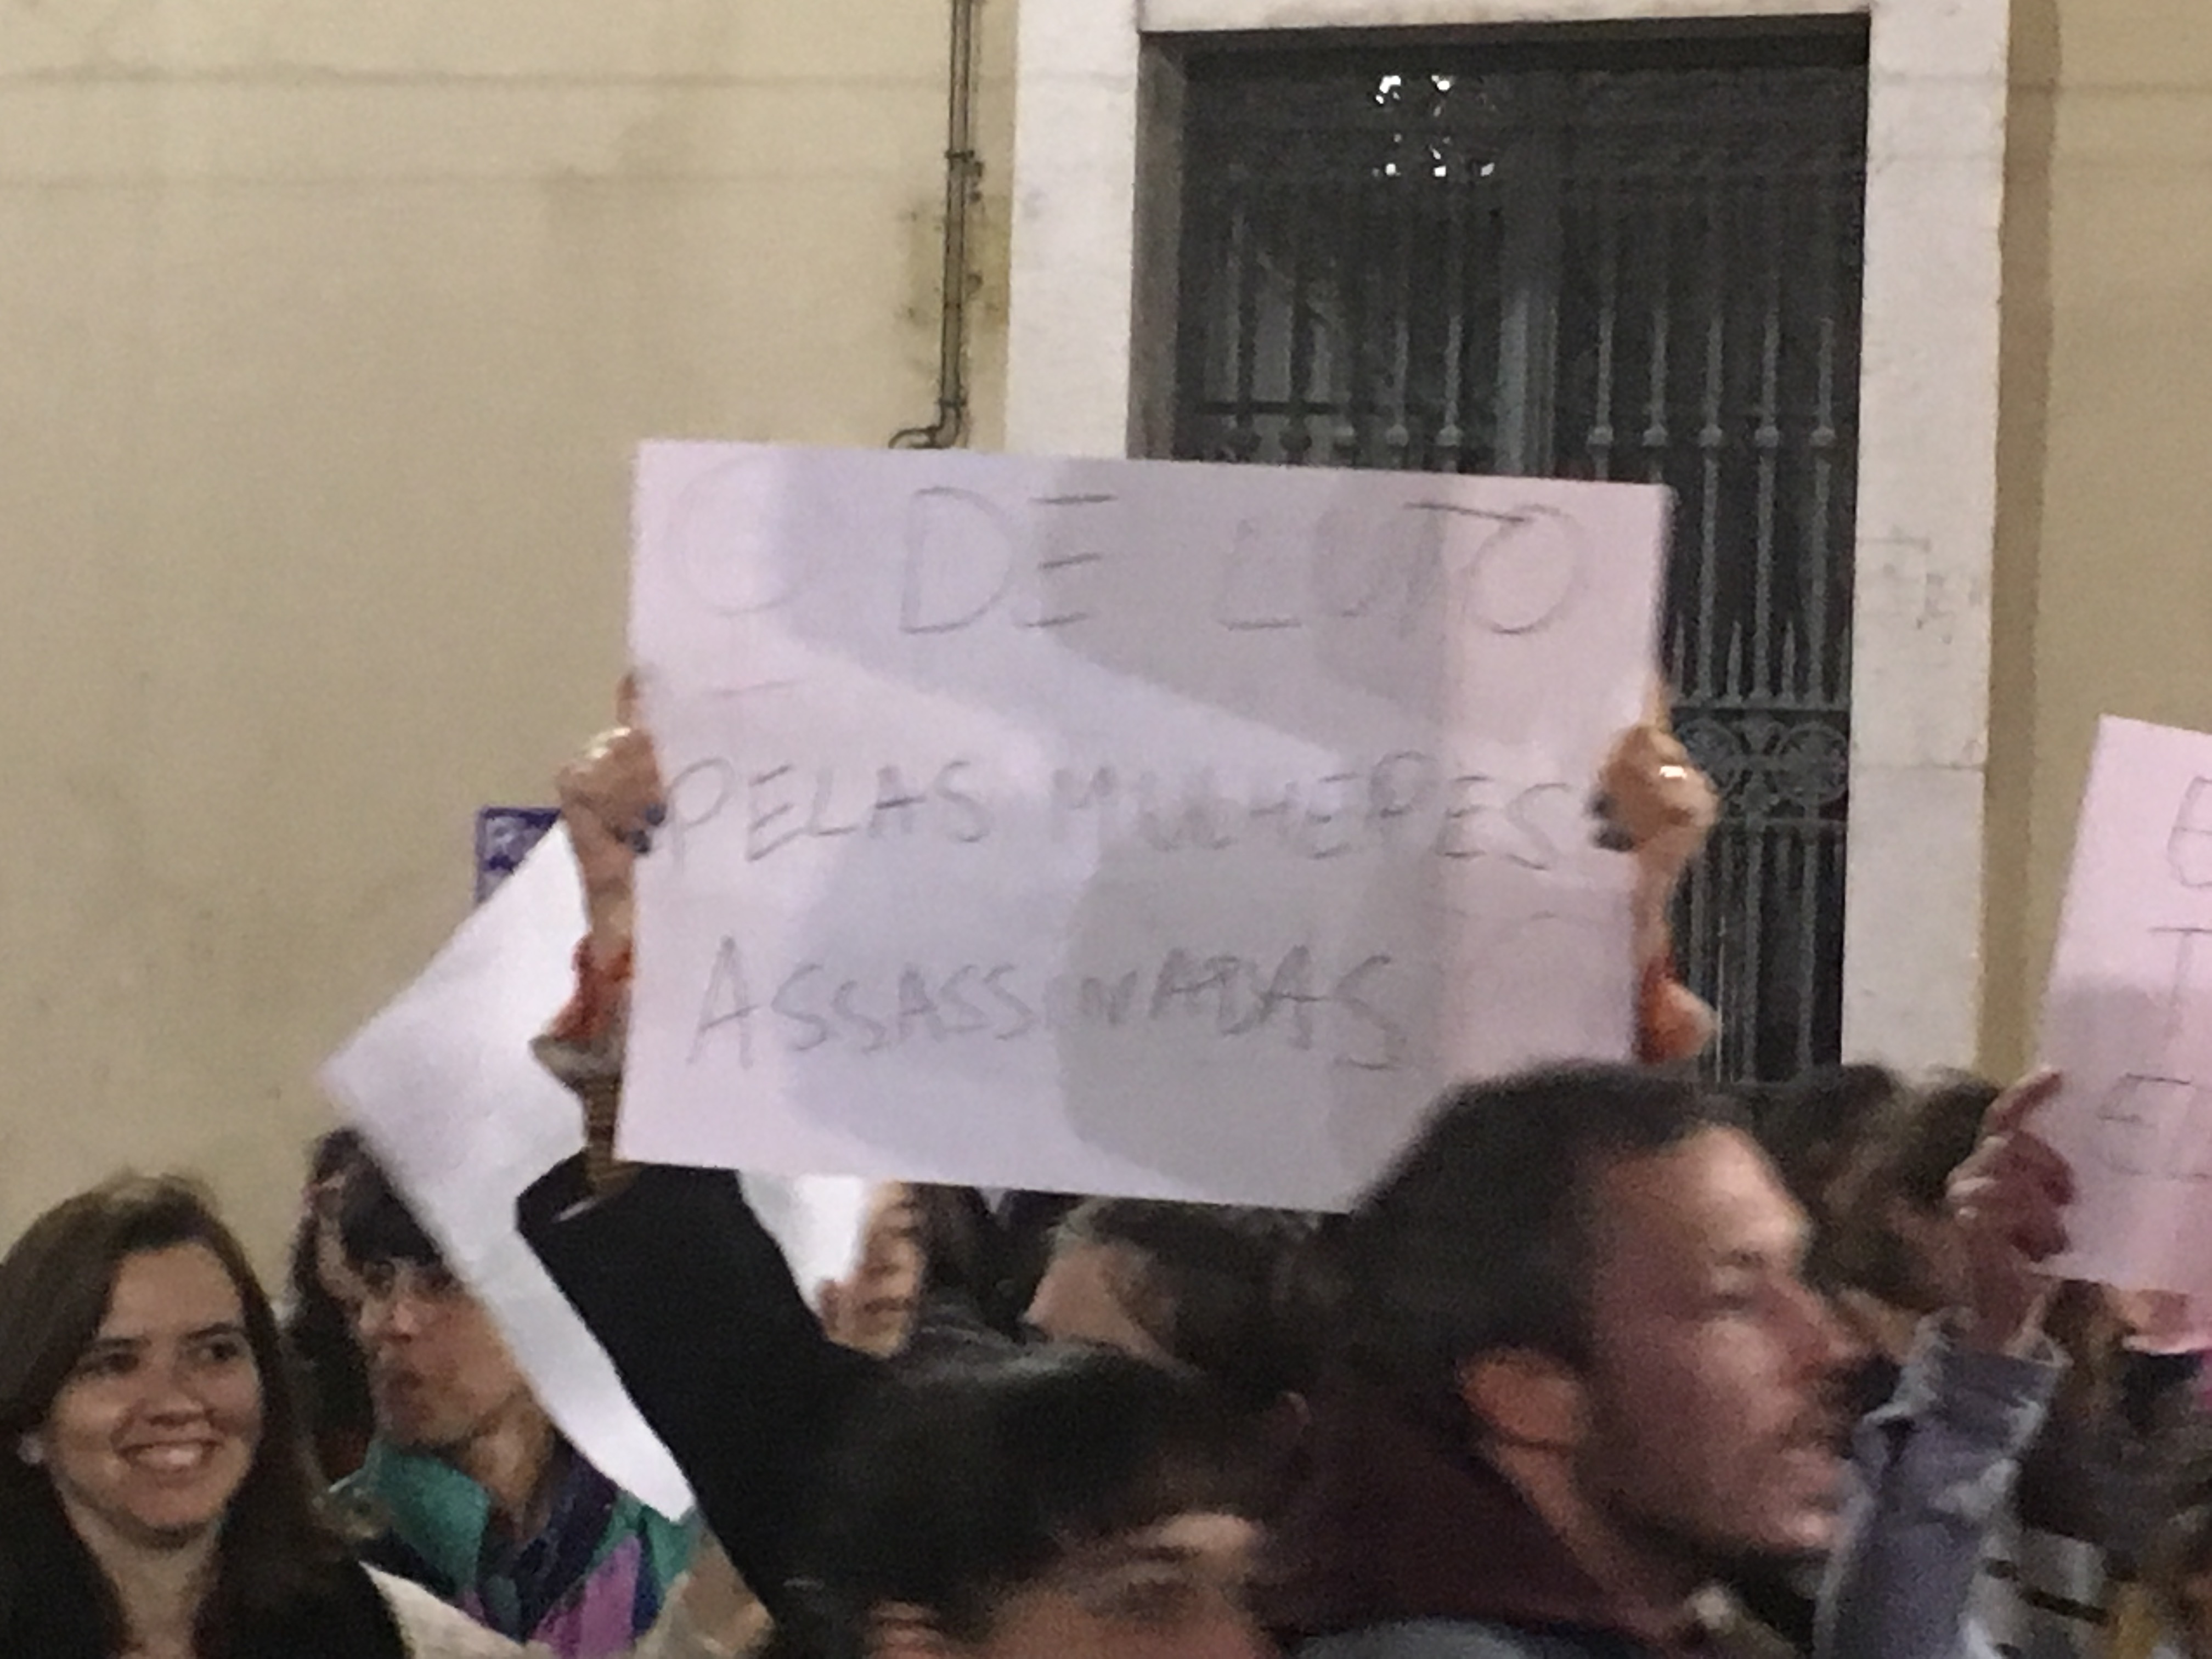 DE LUTO
PELAS MULHERES
ASSASSINADAS